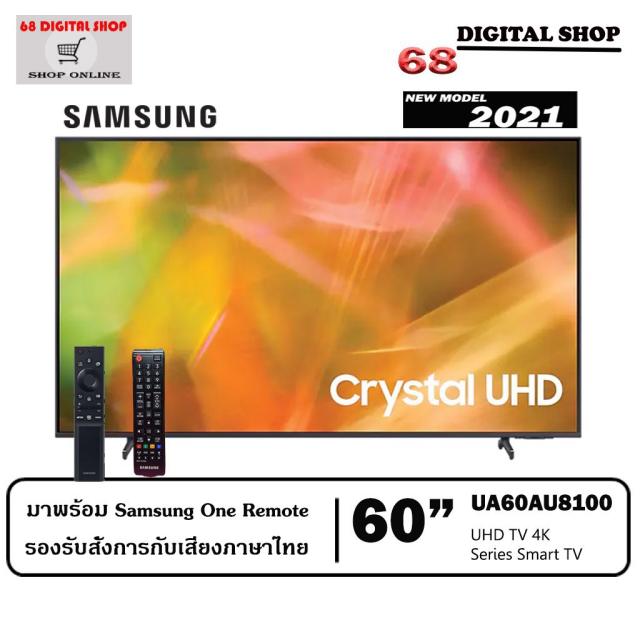 68 DIGITAL SHOP
SHOP ONLINE
DIGITAL SHOP
68
SAMSUNG
NEW MODEL
2021
Crystal UHD
SAMSUNG
มาพร้อม Samsung One Remote
รองรับสั่งการกับเสียงภาษาไทย
60”
UA60AU8100
UHD TV 4K
Series Smart TV